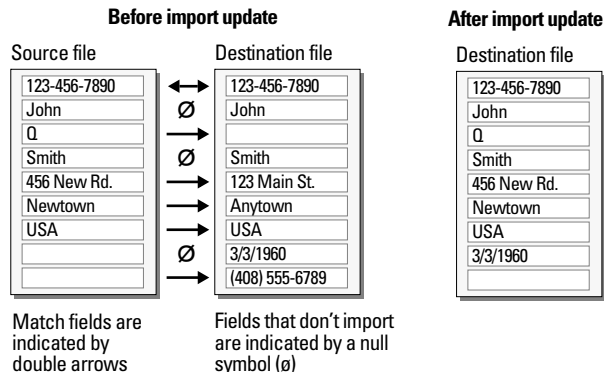 Before import update
After import update
Source file
Destination file
Destination file
123-456-7890
123-456-7890
123-456-7890
John
Ø
John
John
Q
Q
Smith
Ø
Smith
Smith
456 New Rd.
123 Main St.
456 New Rd.
Newtown
Anytown
Newtown
USA
USA
USA
Ø
3/3/1960
3/3/1960
(408) 555-6789
Match fields are
indicated by
double arrows
Fields that don't import
are indicated by a null
symbol (ø)